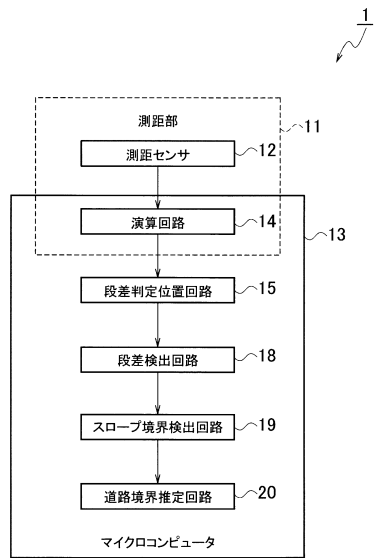 1
測距部
11
測距センサ
12
演算回路
14
13
段差判定位置回路
15
段差検出回路
18
スロープ境界検出回路
19
道路境界推定回路
20
マイクロコンピュータ